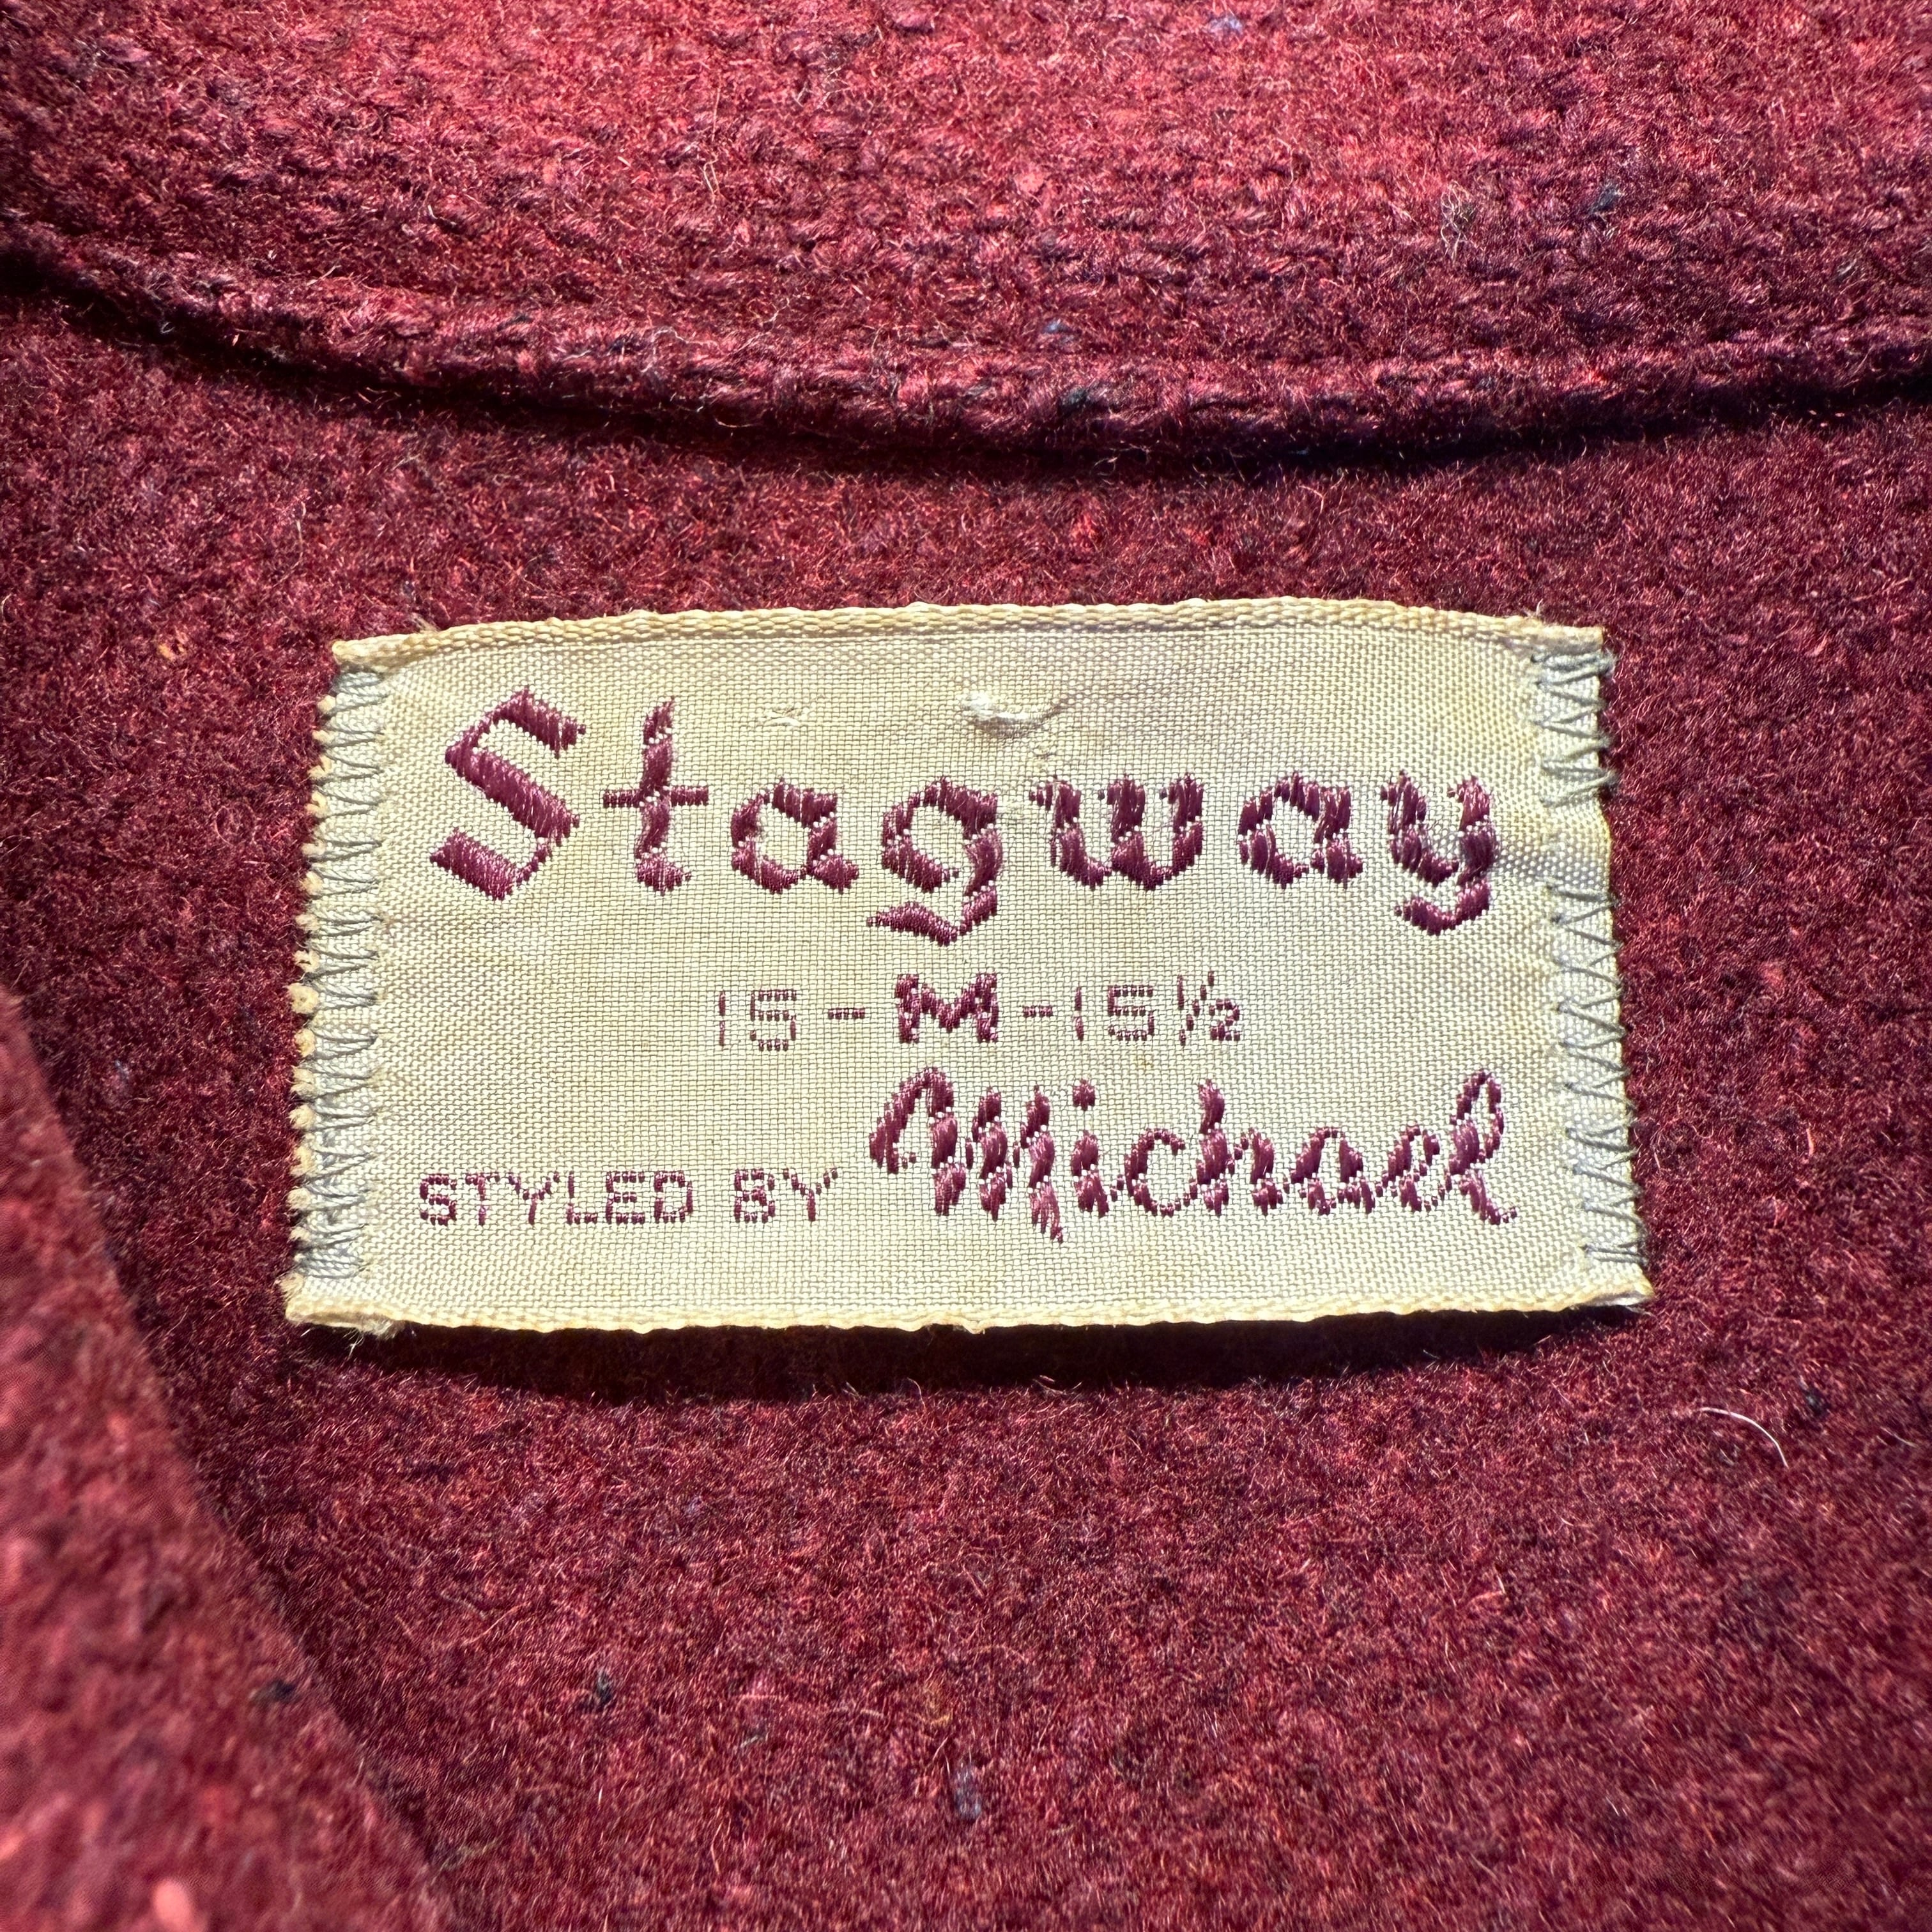 Stagway
15-M-15½
STYLED BY Michael